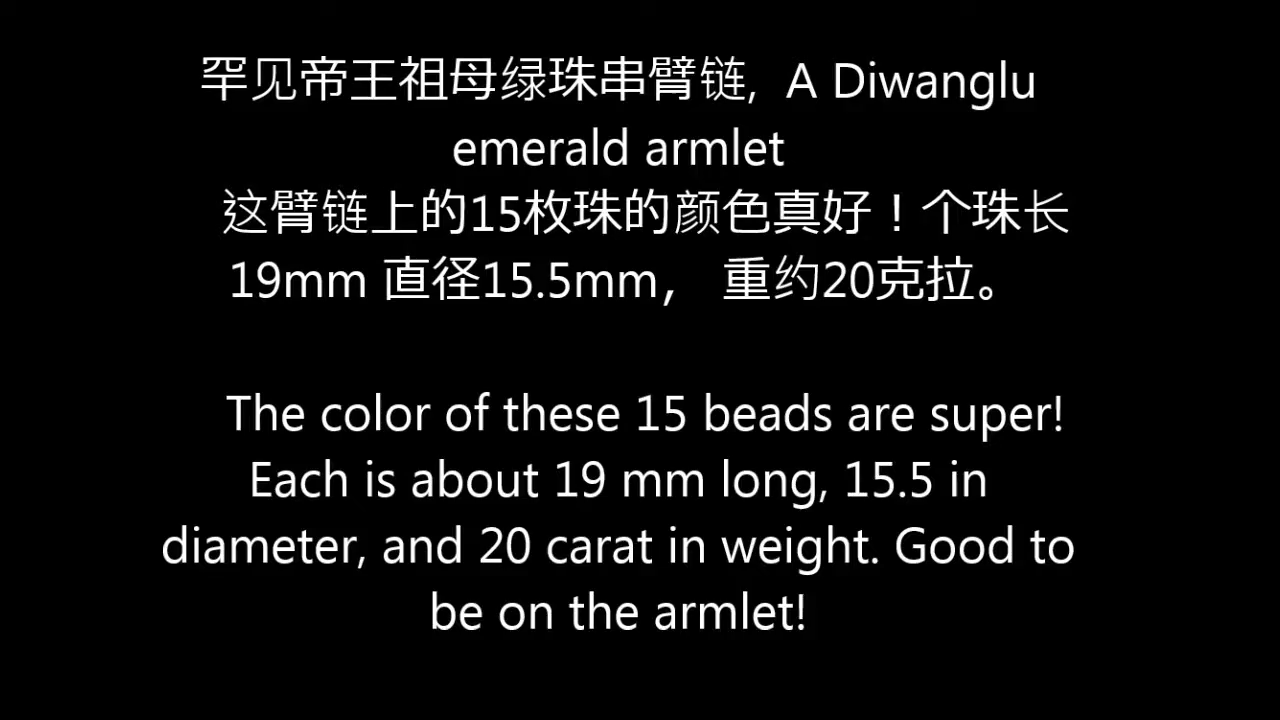 罕见帝王祖母绿珠串臂链,  A Diwanglu
emerald armlet
这臂链上的15枚珠的颜色真好！个珠长
19mm 直径15.5mm， 重约20克拉。
The color of these 15 beads are super!
Each is about 19 mm long, 15.5 in
diameter, and 20 carat in weight. Good to
be on the armlet!